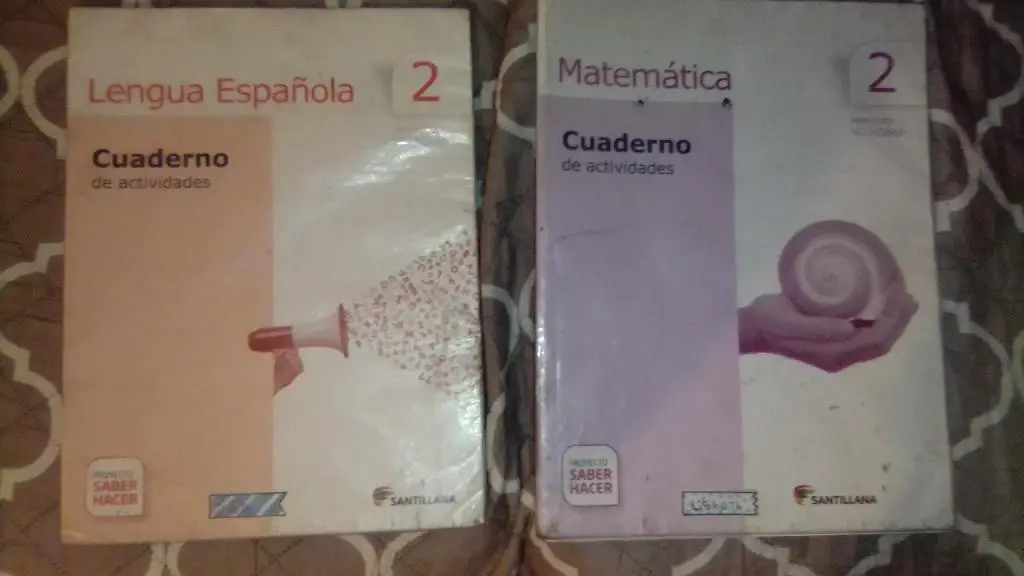 Lengua Española
2
Cuaderno
de actividades
PROYECTO
SABER
HACER
SANTILLANA
Matemática
2
Cuaderno
de actividades
PROYECTO
SABER
HACER
SANTILLANA